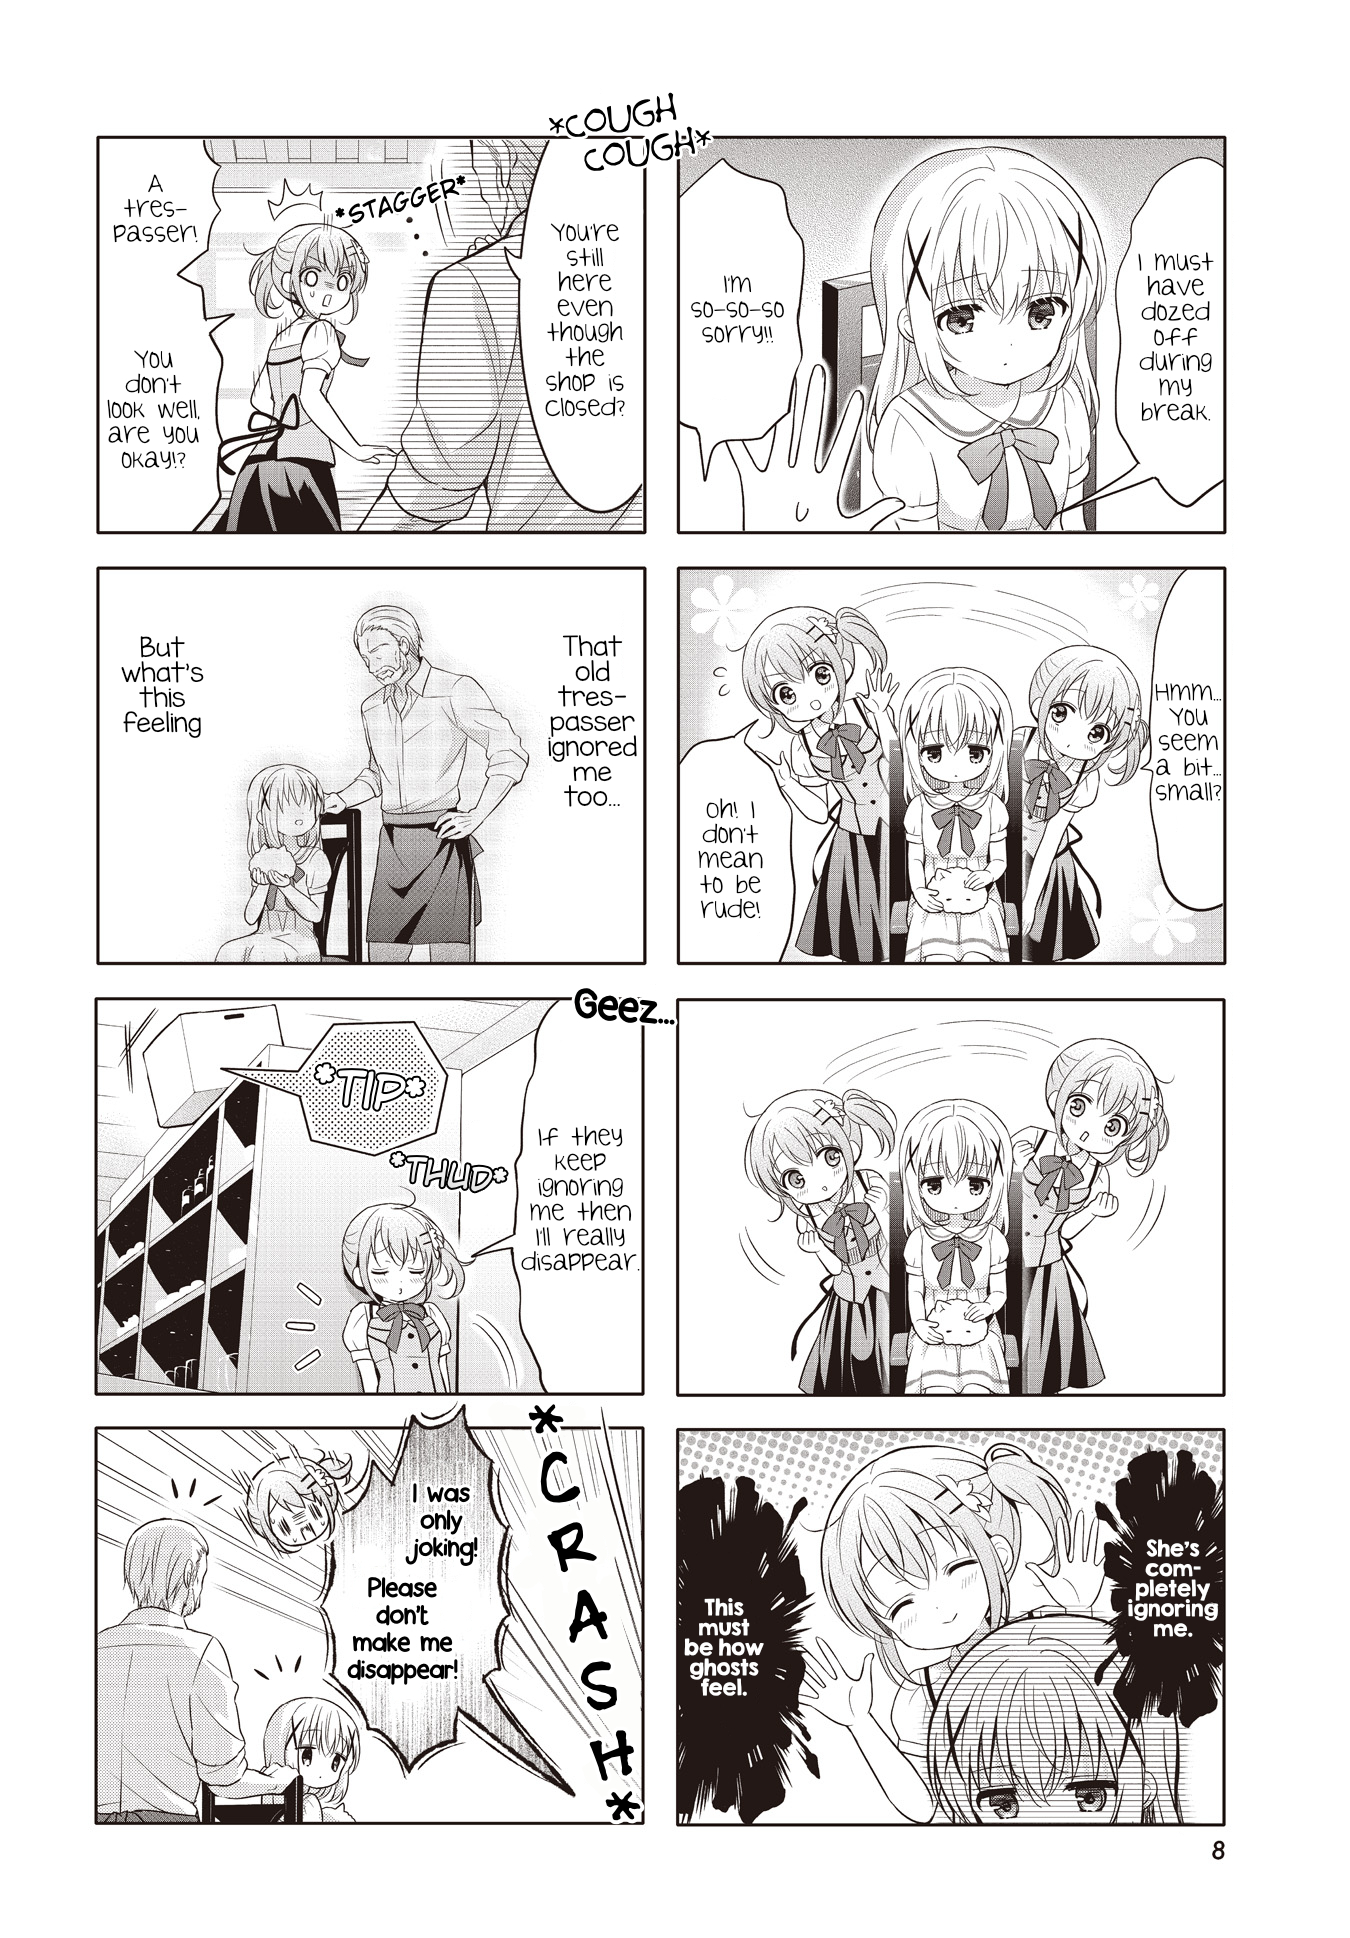 I must
have
dozed
off
during
my
break.
I'm
so-so-so
sorry!!
Hmm...
You
seem
a bit...
small?
Oh! I
don't
mean
to be
rude!
She's
com-
pletely
ignoring
me.
This
must
be how
ghosts
feel.
*COUGH
COUGH*
You're
still
here
even
though
the
shop is
closed?
*STAGGER*
A
tres-
passer!
You
don't
look well,
are you
okay!?
That
old
tres-
passer
ignored
me
too...
But
what's
this
feeling
Geez...
If they
keep
ignoring
me then
I'll really
disappear.
*THUD*
*TIP*
*CRASH*
I was
only
joking!
Please
don't
make me
disappear!
8